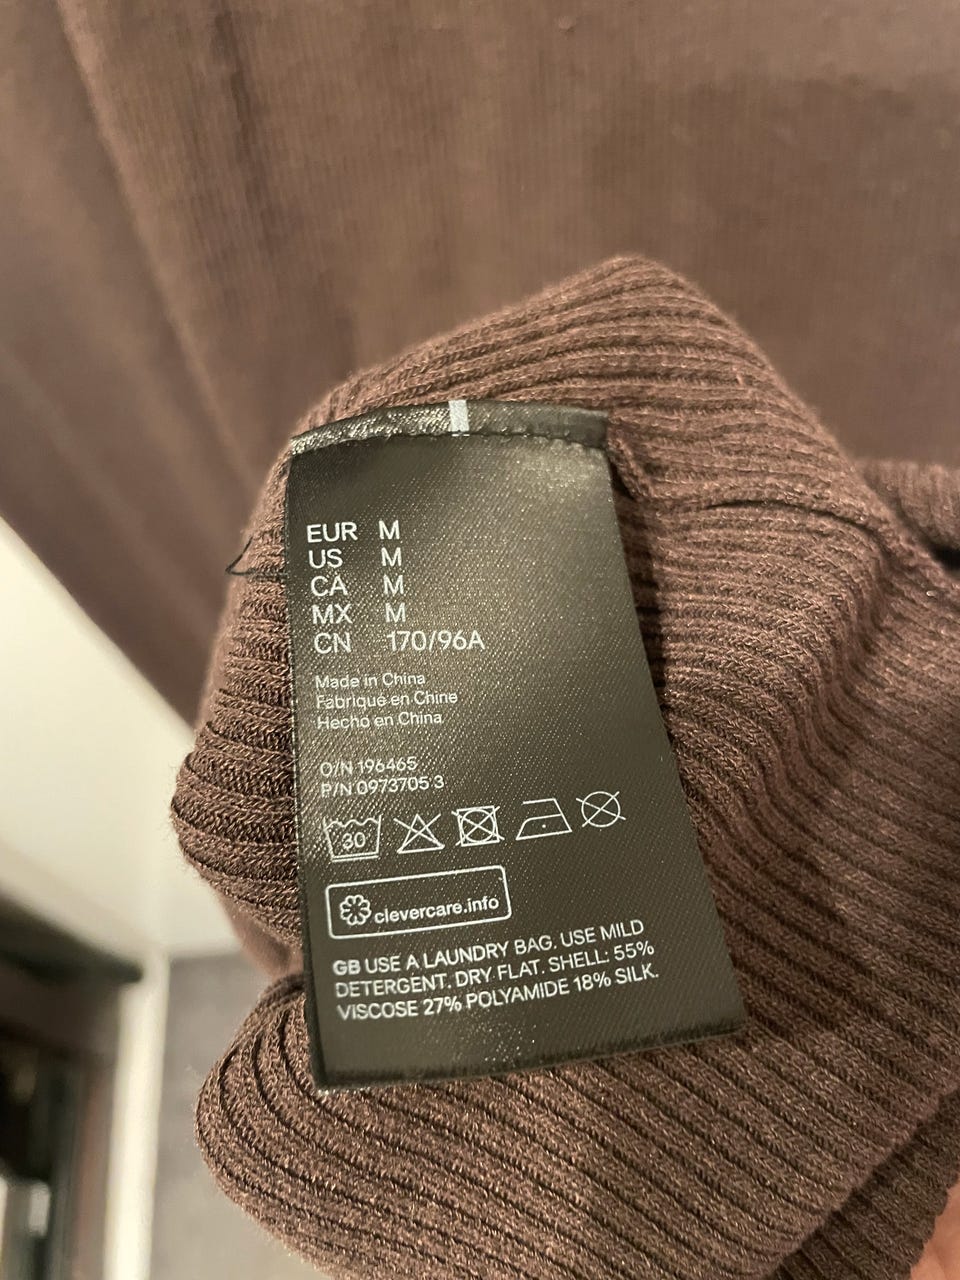 EUR M
US M
CA M
MX M
CN 170/96A
Made in China
Fabriqué en Chine
Hecho en China
O/N 196465
P/N 0973705 3
30
clevercare.info
GB USE A LAUNDRY BAG. USE MILD
DETERGENT. DRY FLAT. SHELL: 55%
VISCOSE 27% POLYAMIDE 18% SILK.